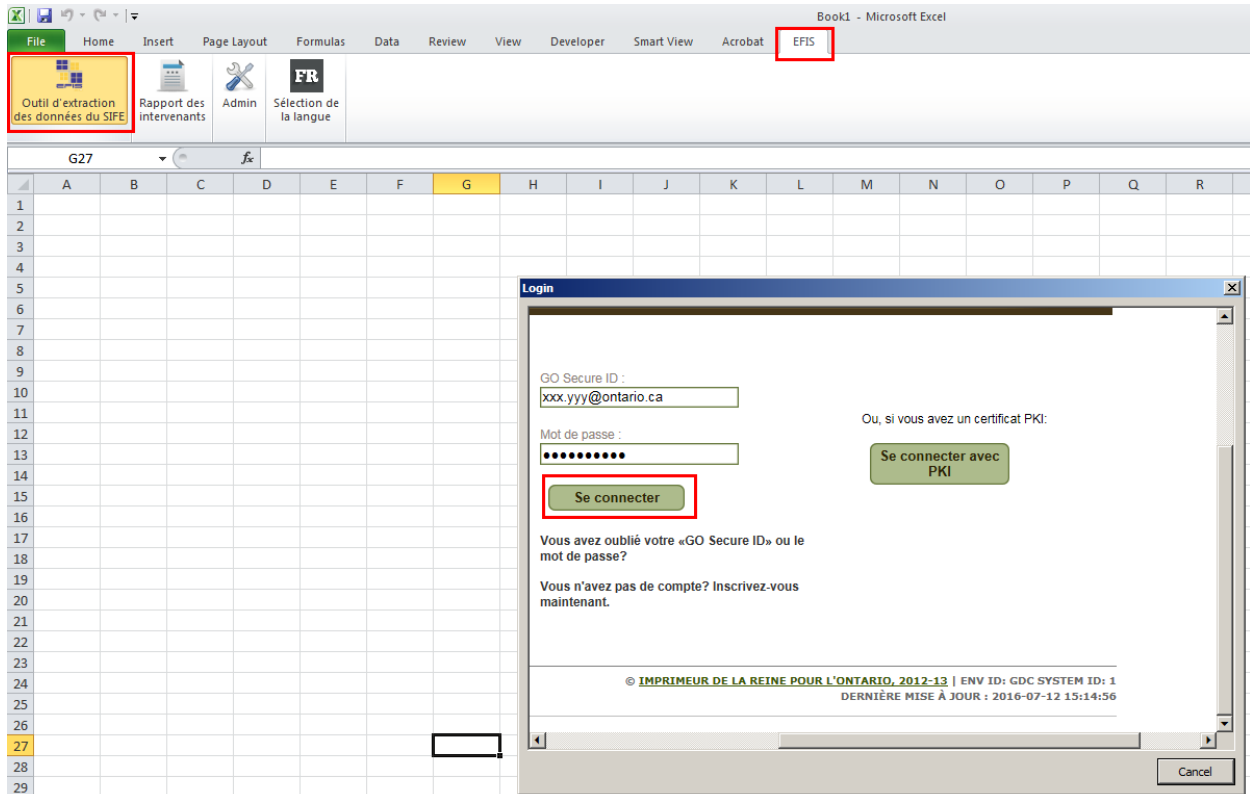 Book1 - Microsoft Excel
File Home Insert Page Layout Formulas Data Review View Developer Smart View Acrobat EFIS
FR
Outil d'extraction
des données du SIFE
Rapport des
intervenants
Admin
Sélection de
la langue
G27 fx
A B C D E F G H I J K L M N O P Q R
1
2
3
4
5
6
7
8
9
10
11
12
13
14
15
16
17
18
19
20
21
22
23
24
25
26
27
28
29
Login
GO Secure ID :
xxx.yyy@ontario.ca
Ou, si vous avez un certificat PKI:
Mot de passe :
●●●●●●●●●●
Se connecter avec
PKI
Se connecter
Vous avez oublié votre «GO Secure ID» ou le
mot de passe?
Vous n'avez pas de compte? Inscrivez-vous
maintenant.
© IMPRIMEUR DE LA REINE POUR L'ONTARIO, 2012-13 | ENV ID: GDC SYSTEM ID: 1
DERNIÈRE MISE À JOUR : 2016-07-12 15:14:56
Cancel